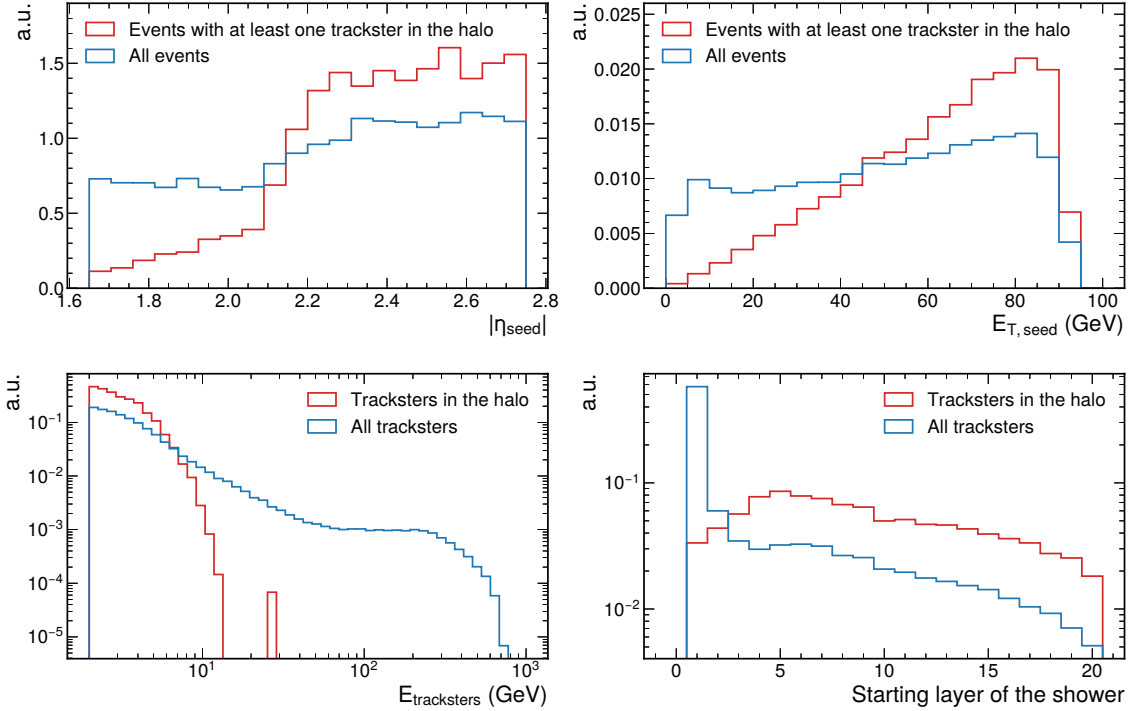 a.u.
Events with at least one trackster in the halo
All events
1.5
1.0
0.5
0.0
1.6 1.8 2.0 2.2 2.4 2.6 2.8
|η_seed|
a.u.
Events with at least one trackster in the halo
All events
0.025
0.020
0.015
0.010
0.005
0.000
0 20 40 60 80 100
E_T, seed (GeV)
a.u.
Tracksters in the halo
All tracksters
10⁻¹
10⁻²
10⁻³
10⁻⁴
10⁻⁵
10¹ 10² 10³
E_tracksters (GeV)
a.u.
Tracksters in the halo
All tracksters
10⁻¹
10⁻²
0 5 10 15 20
Starting layer of the shower